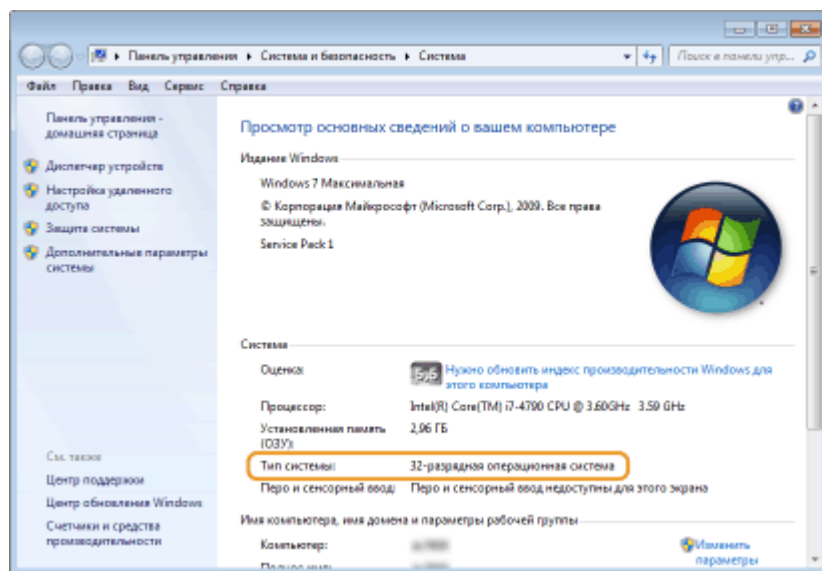 Панель управления ▸ Система и безопасность ▸ Система
Поиск в панели упр...
Файл Правка Вид Сервис Справка
Панель управления -
домашняя страница
Диспетчер устройств
Настройка удаленного
доступа
Защита системы
Дополнительные параметры
системы
См. также
Центр поддержки
Центр обновления Windows
Счетчики и средства
производительности
Просмотр основных сведений о вашем компьютере
Издание Windows
Windows 7 Максимальная
© Корпорация Майкрософт (Microsoft Corp.), 2009. Все права
защищены.
Service Pack 1
Система
Оценка: 5,6 Нужно обновить индекс производительности Windows для
этого компьютера
Процессор: Intel(R) Core(TM) i7-4790 CPU @ 3.60GHz 3.59 GHz
Установленная память
(ОЗУ): 2,96 ГБ
Тип системы: 32-разрядная операционная система
Перо и сенсорный ввод: Перо и сенсорный ввод недоступны для этого экрана
Имя компьютера, имя домена и параметры рабочей группы
Компьютер:
Изменить
параметры